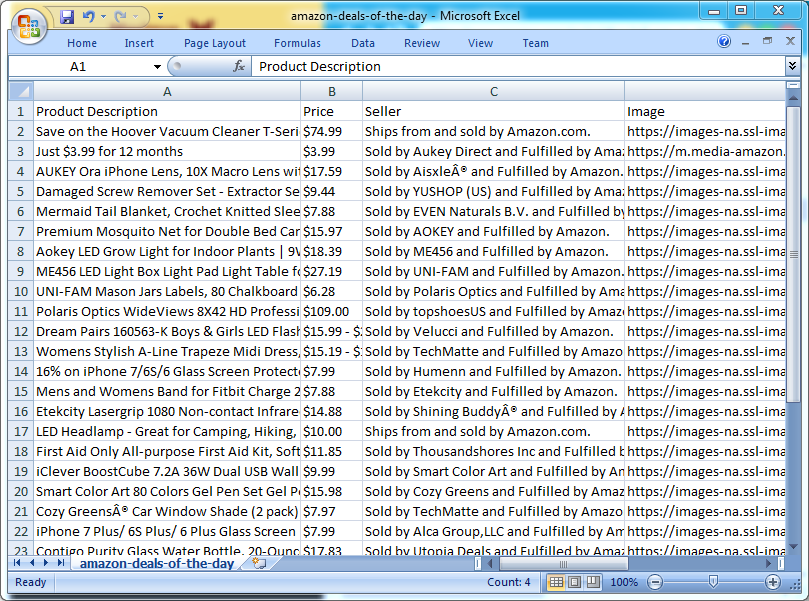 amazon-deals-of-the-day - Microsoft Excel
Home Insert Page Layout Formulas Data Review View Team
A1 fx Product Description
A B C
1 Product Description Price Seller Image
2 Save on the Hoover Vacuum Cleaner T-Seri $74.99 Ships from and sold by Amazon.com. https://images-na.ssl-ima
3 Just $3.99 for 12 months $3.99 Sold by Aukey Direct and Fulfilled by Ama https://m.media-amazon.
4 AUKEY Ora iPhone Lens, 10X Macro Lens wit $17.59 Sold by AisxleÂ® and Fulfilled by Amazon. https://images-na.ssl-ima
5 Damaged Screw Remover Set - Extractor Se $9.44 Sold by YUSHOP (US) and Fulfilled by Amaz https://images-na.ssl-ima
6 Mermaid Tail Blanket, Crochet Knitted Slee $7.88 Sold by EVEN Naturals B.V. and Fulfilled by https://images-na.ssl-ima
7 Premium Mosquito Net for Double Bed Car $15.97 Sold by AOKEY and Fulfilled by Amazon. https://images-na.ssl-ima
8 Aokey LED Grow Light for Indoor Plants | 9W $18.39 Sold by ME456 and Fulfilled by Amazon. https://images-na.ssl-ima
9 ME456 LED Light Box Light Pad Light Table fo $27.19 Sold by UNI-FAM and Fulfilled by Amazon. https://images-na.ssl-ima
10 UNI-FAM Mason Jars Labels, 80 Chalkboard $6.28 Sold by Polaris Optics and Fulfilled by Amaz https://images-na.ssl-ima
11 Polaris Optics WideViews 8X42 HD Professi $109.00 Sold by topshoesUS and Fulfilled by Amazo https://images-na.ssl-ima
12 Dream Pairs 160563-K Boys & Girls LED Flash $15.99 - $2 Sold by Velucci and Fulfilled by Amazon. https://images-na.ssl-ima
13 Womens Stylish A-Line Trapeze Midi Dress, $15.19 - $1 Sold by TechMatte and Fulfilled by Amazo https://images-na.ssl-ima
14 16% on iPhone 7/6S/6 Glass Screen Protect $7.99 Sold by Humenn and Fulfilled by Amazon. https://images-na.ssl-ima
15 Mens and Womens Band for Fitbit Charge 2 $7.88 Sold by Etekcity and Fulfilled by Amazon. https://images-na.ssl-ima
16 Etekcity Lasergrip 1080 Non-contact Infrare $14.88 Sold by Shining BuddyÂ® and Fulfilled by A https://images-na.ssl-ima
17 LED Headlamp - Great for Camping, Hiking, $10.00 Ships from and sold by Amazon.com. https://images-na.ssl-ima
18 First Aid Only All-purpose First Aid Kit, Soft $11.85 Sold by Thousandshores Inc and Fulfilled b https://images-na.ssl-ima
19 iClever BoostCube 7.2A 36W Dual USB Wall $9.99 Sold by Smart Color Art and Fulfilled by Am https://images-na.ssl-ima
20 Smart Color Art 80 Colors Gel Pen Set Gel Pe $15.98 Sold by Cozy Greens and Fulfilled by Amazo https://images-na.ssl-ima
21 Cozy GreensÂ® Car Window Shade (2 pack) $7.97 Sold by TechMatte and Fulfilled by Amazo https://images-na.ssl-ima
22 iPhone 7 Plus/ 6S Plus/ 6 Plus Glass Screen $7.99 Sold by Alca Group,LLC and Fulfilled by Am https://images-na.ssl-ima
23 Contigo Purity Glass Water Bottle, 20-Ounc $17.83 Sold by Utopia Deals and Fulfilled by Amaz https://images-na.ssl-ima
amazon-deals-of-the-day
Ready Count: 4 100%